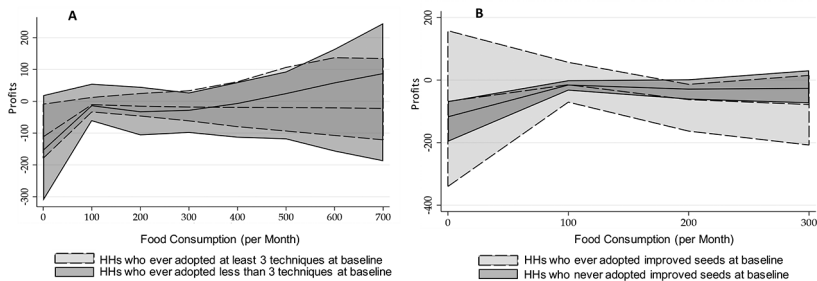 A
Profits
200
100
0
-100
-200
-300
0 100 200 300 400 500 600 700
Food Consumption (per Month)
HHs who ever adopted at least 3 techniques at baseline
HHs who ever adopted less than 3 techniques at baseline
B
Profits
200
0
-200
-400
0 100 200 300
Food Consumption (per Month)
HHs who ever adopted improved seeds at baseline
HHs who never adopted improved seeds at baseline